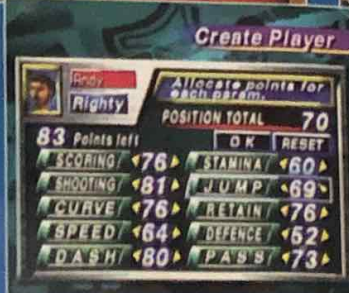 Create Player
Andy
Righty
Allocate points for
each param.
POSITION TOTAL 70
83 Points left
OK RESET
SCORING 76 STAMINA 60
SHOOTING 81 JUMP 69
CURVE 76 RETAIN 76
SPEED 64 DEFENCE 62
DASH 80 PASS 73